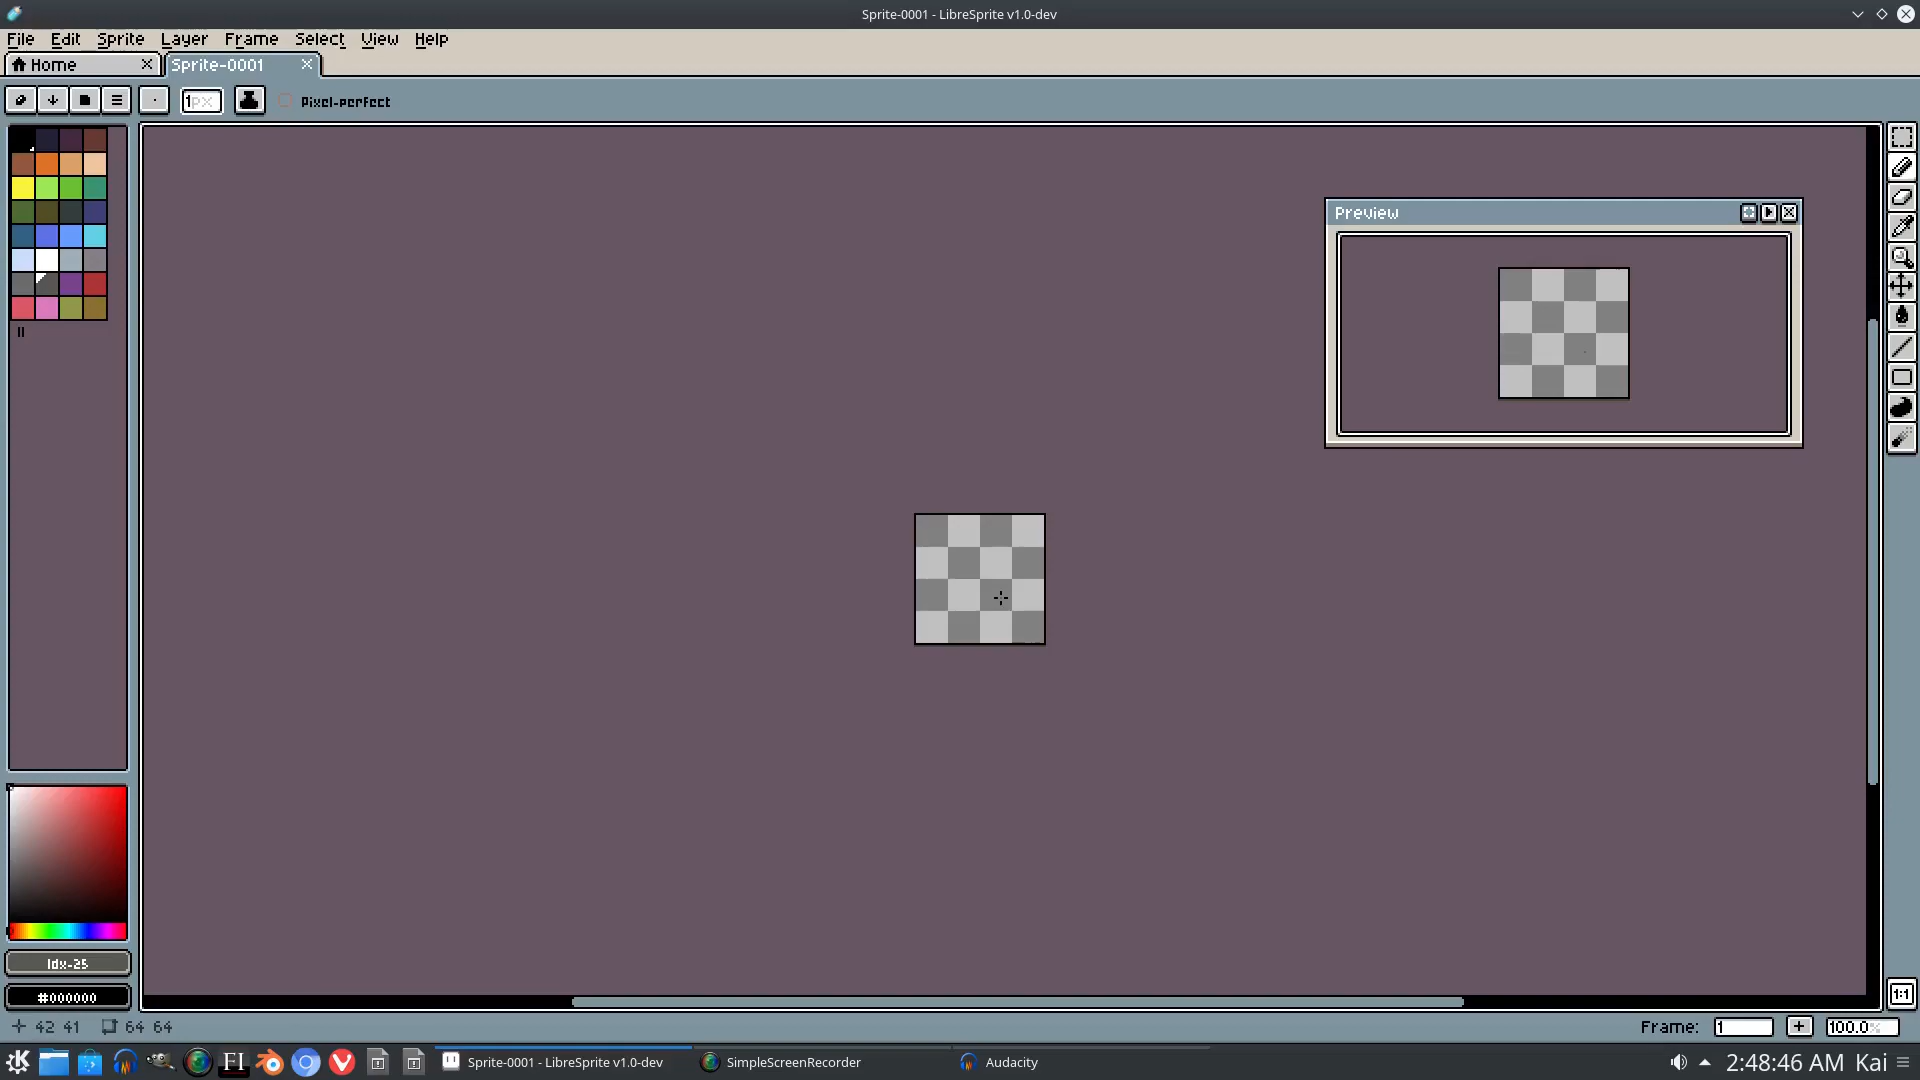 Sprite-0001 - LibreSprite v1.0-dev
File Edit Sprite Layer Frame Select View Help
Home
Sprite-0001
1px
Pixel-perfect
Preview
Idx-25
#000000
42 41 64 64
1:1
Frame: 1 100.0%
Sprite-0001 - LibreSprite v1.0-dev
SimpleScreenRecorder
Audacity
2:48:46 AM Kai